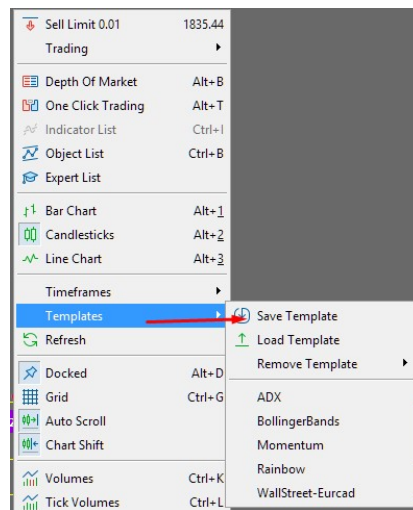 Sell Limit 0.01 1835.44
Trading
Depth Of Market Alt+B
One Click Trading Alt+T
Indicator List Ctrl+I
Object List Ctrl+B
Expert List
Bar Chart Alt+1
Candlesticks Alt+2
Line Chart Alt+3
Timeframes
Templates
Refresh
Docked Alt+D
Grid Ctrl+G
Auto Scroll
Chart Shift
Volumes Ctrl+K
Tick Volumes Ctrl+L
Save Template
Load Template
Remove Template
ADX
BollingerBands
Momentum
Rainbow
WallStreet-Eurcad